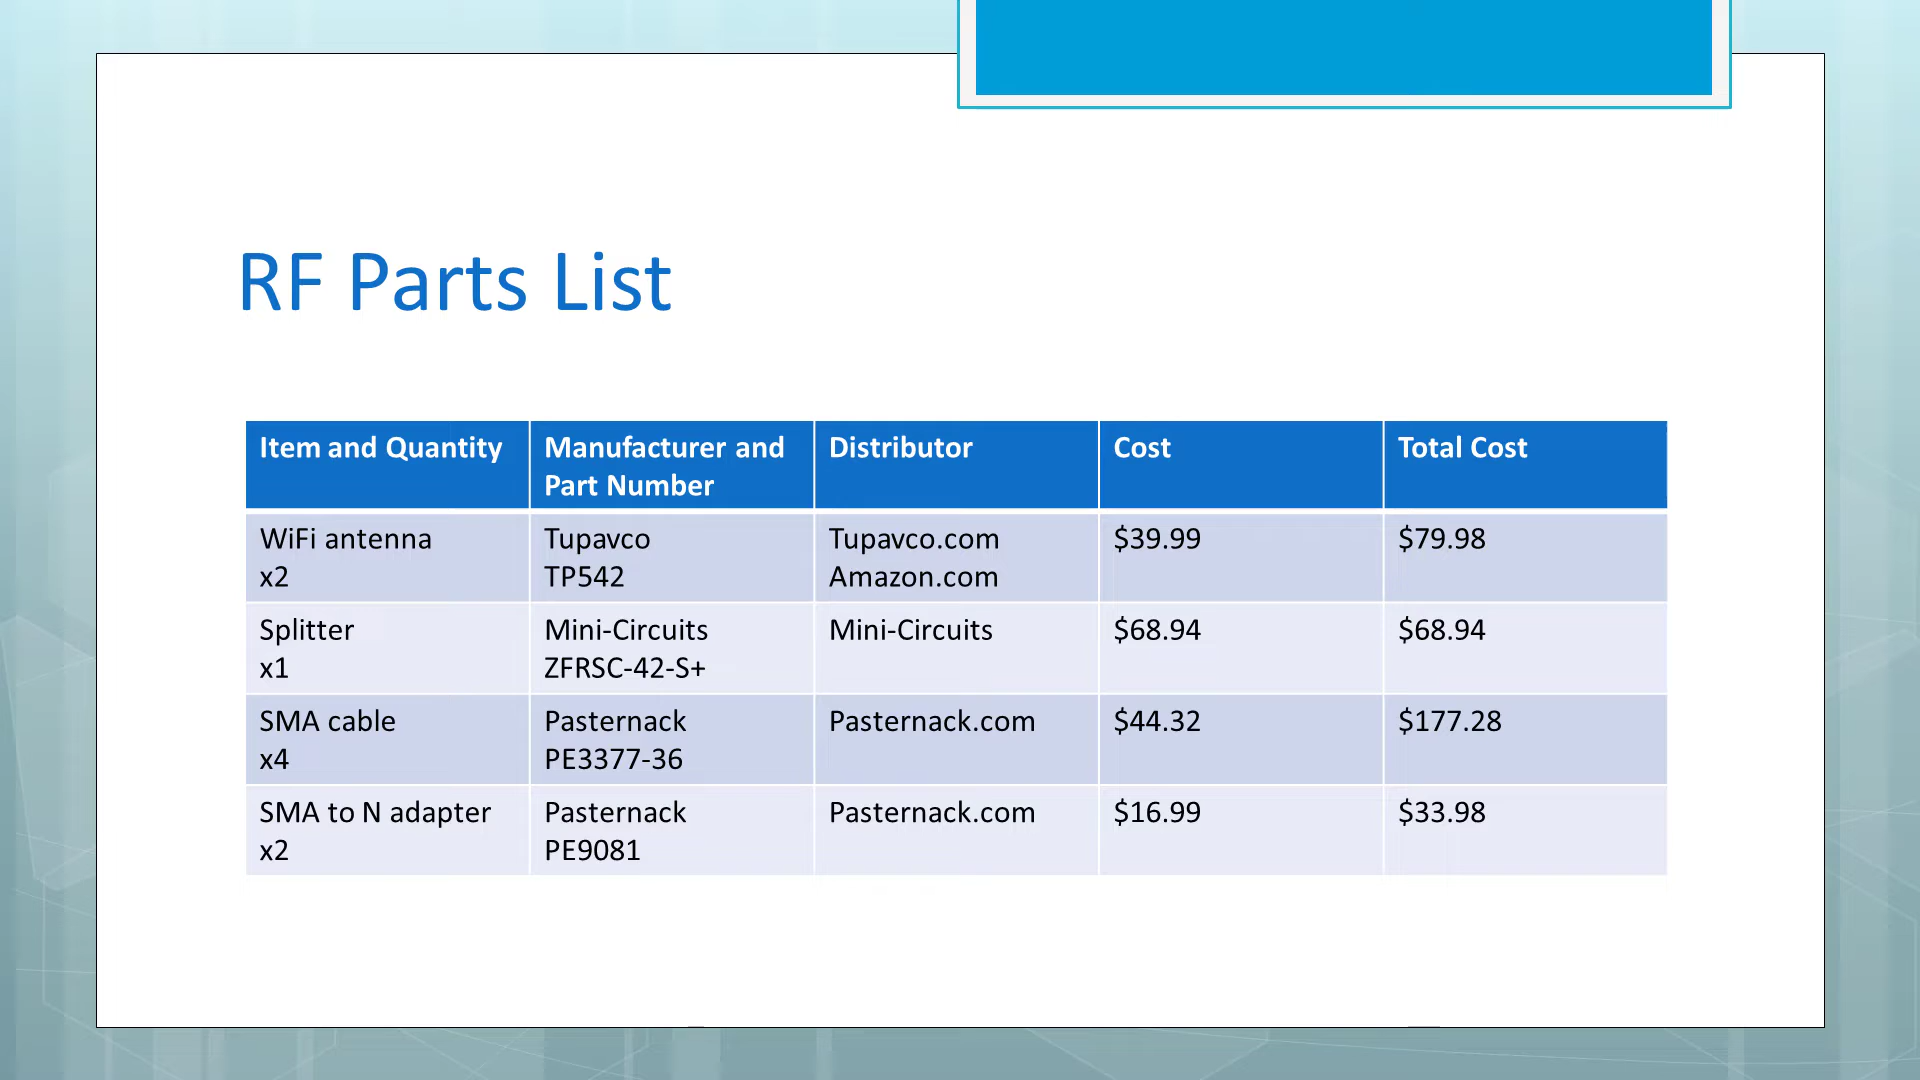 RF Parts List
Item and Quantity
Manufacturer and
Part Number
Distributor
Cost
Total Cost
WiFi antenna
x2
Tupavco
TP542
Tupavco.com
Amazon.com
$39.99
$79.98
Splitter
x1
Mini-Circuits
ZFRSC-42-S+
Mini-Circuits
$68.94
$68.94
SMA cable
x4
Pasternack
PE3377-36
Pasternack.com
$44.32
$177.28
SMA to N adapter
x2
Pasternack
PE9081
Pasternack.com
$16.99
$33.98